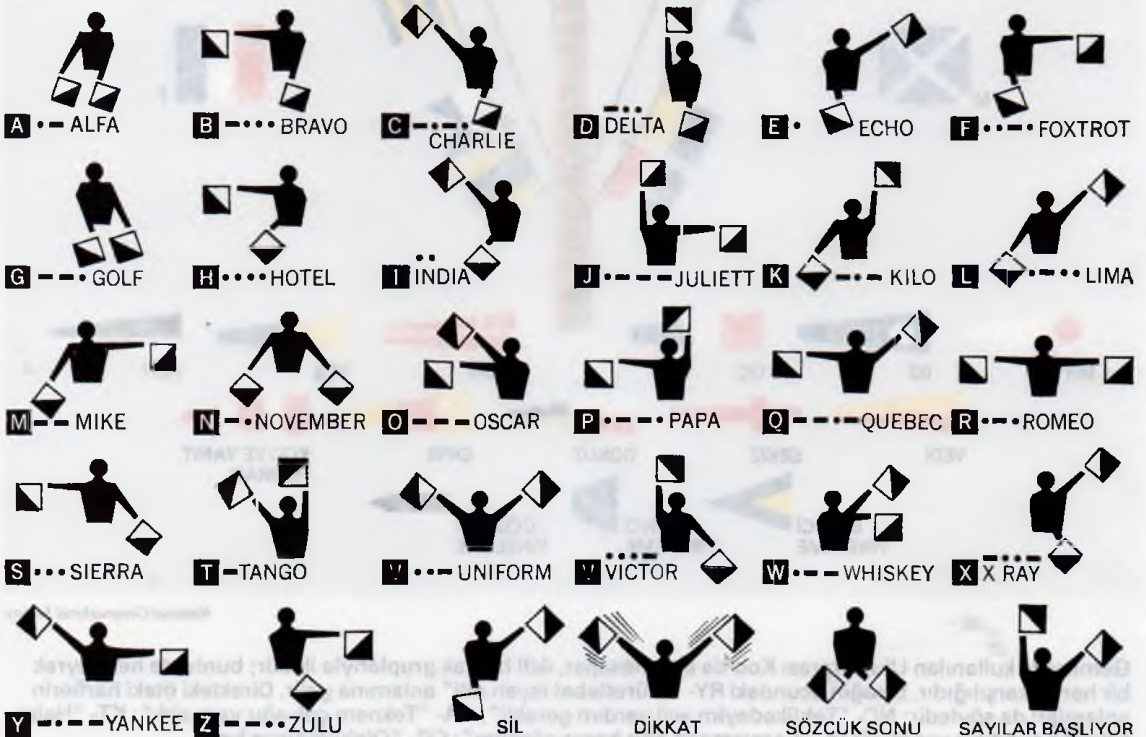 A •— ALFA
B —••• BRAVO
C —•—• CHARLIE
D —•• DELTA
E • ECHO
F ••—• FOXTROT
G ——• GOLF
H •••• HOTEL
I •• INDIA
J •——— JULIETT
K —•— KILO
L •—•• LIMA
M —— MIKE
N —• NOVEMBER
O ——— OSCAR
P •——• PAPA
Q ——•— QUEBEC
R •—• ROMEO
S ••• SIERRA
T — TANGO
U ••— UNIFORM
V •••— VICTOR
W •—— WHISKEY
X —••— X RAY
Y —•—— YANKEE
Z ——•• ZULU
SİL
DİKKAT
SÖZCÜK SONU
SAYILAR BAŞLIYOR